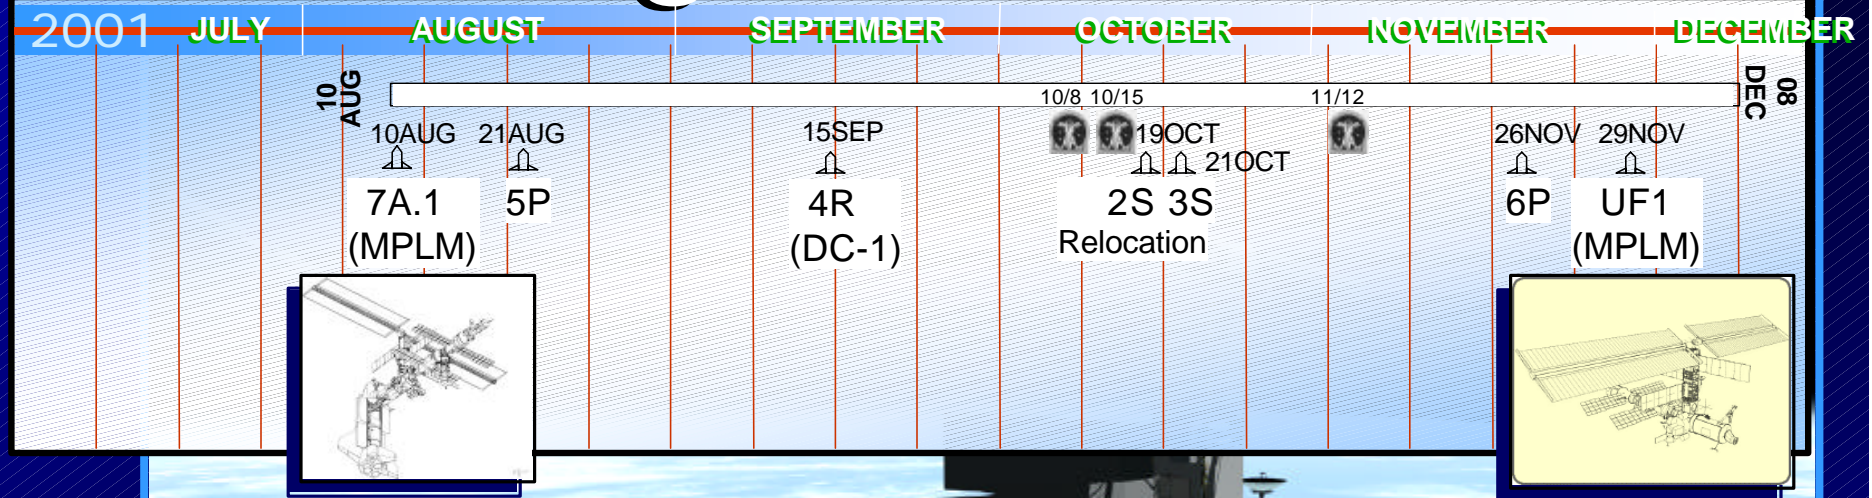 2001 JULY AUGUST SEPTEMBER OCTOBER NOVEMBER DECEMBER
10 AUG
08 DEC
10/8 10/15 11/12
10AUG 21AUG 15SEP 19OCT 26NOV 29NOV
21OCT
7A.1 5P 4R 2S 3S 6P UF1
(MPLM) (DC-1) Relocation (MPLM)